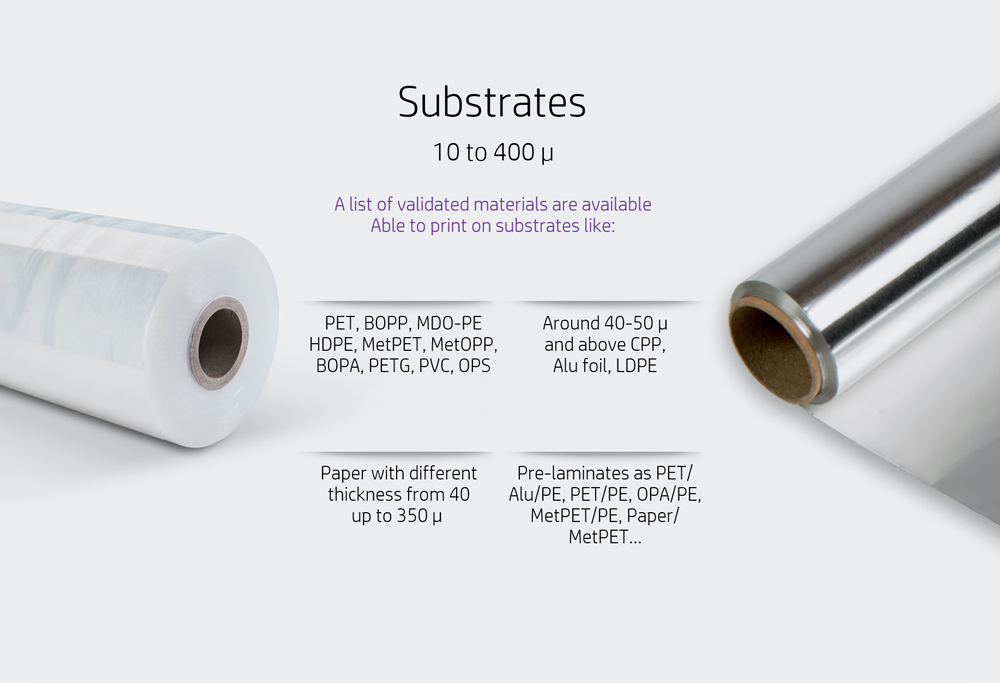 Substrates
10 to 400 µ
A list of validated materials are available
Able to print on substrates like:
PET, BOPP, MDO-PE
HDPE, MetPET, MetOPP,
BOPA, PETG, PVC, OPS
Around 40-50 µ
and above CPP,
Alu foil, LDPE
Paper with different
thickness from 40
up to 350 µ
Pre-laminates as PET/
Alu/PE, PET/PE, OPA/PE,
MetPET/PE, Paper/
MetPET...